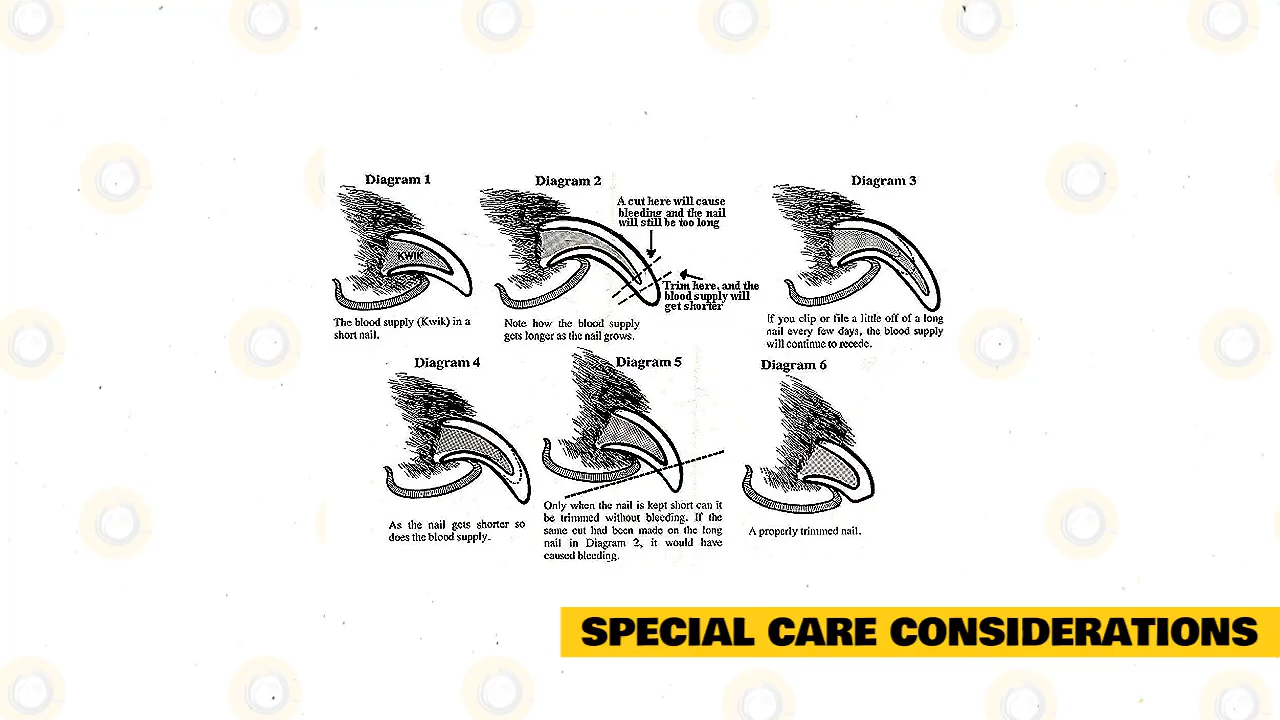 Diagram 1
KWIK
The blood supply (Kwik) in a
short nail.
Diagram 2
A cut here will cause
bleeding and the nail
will still be too long
Trim here, and the
blood supply will
get shorter
Note how the blood supply
gets longer as the nail grows.
Diagram 3
If you clip or file a little off of a long
nail every few days, the blood supply
will continue to recede.
Diagram 4
As the nail gets shorter so
does the blood supply.
Diagram 5
Only when the nail is kept short can it
be trimmed without bleeding. If the
same cut had been made on the long
nail in Diagram 2, it would have
caused bleeding.
Diagram 6
A properly trimmed nail.
SPECIAL CARE CONSIDERATIONS